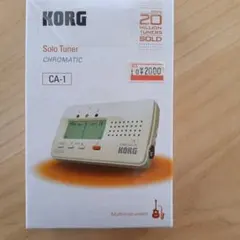 KORG
Solo Tuner
CHROMATIC
CA-1
20
MILLION
TUNERS
SOLD
¥2000
KORG